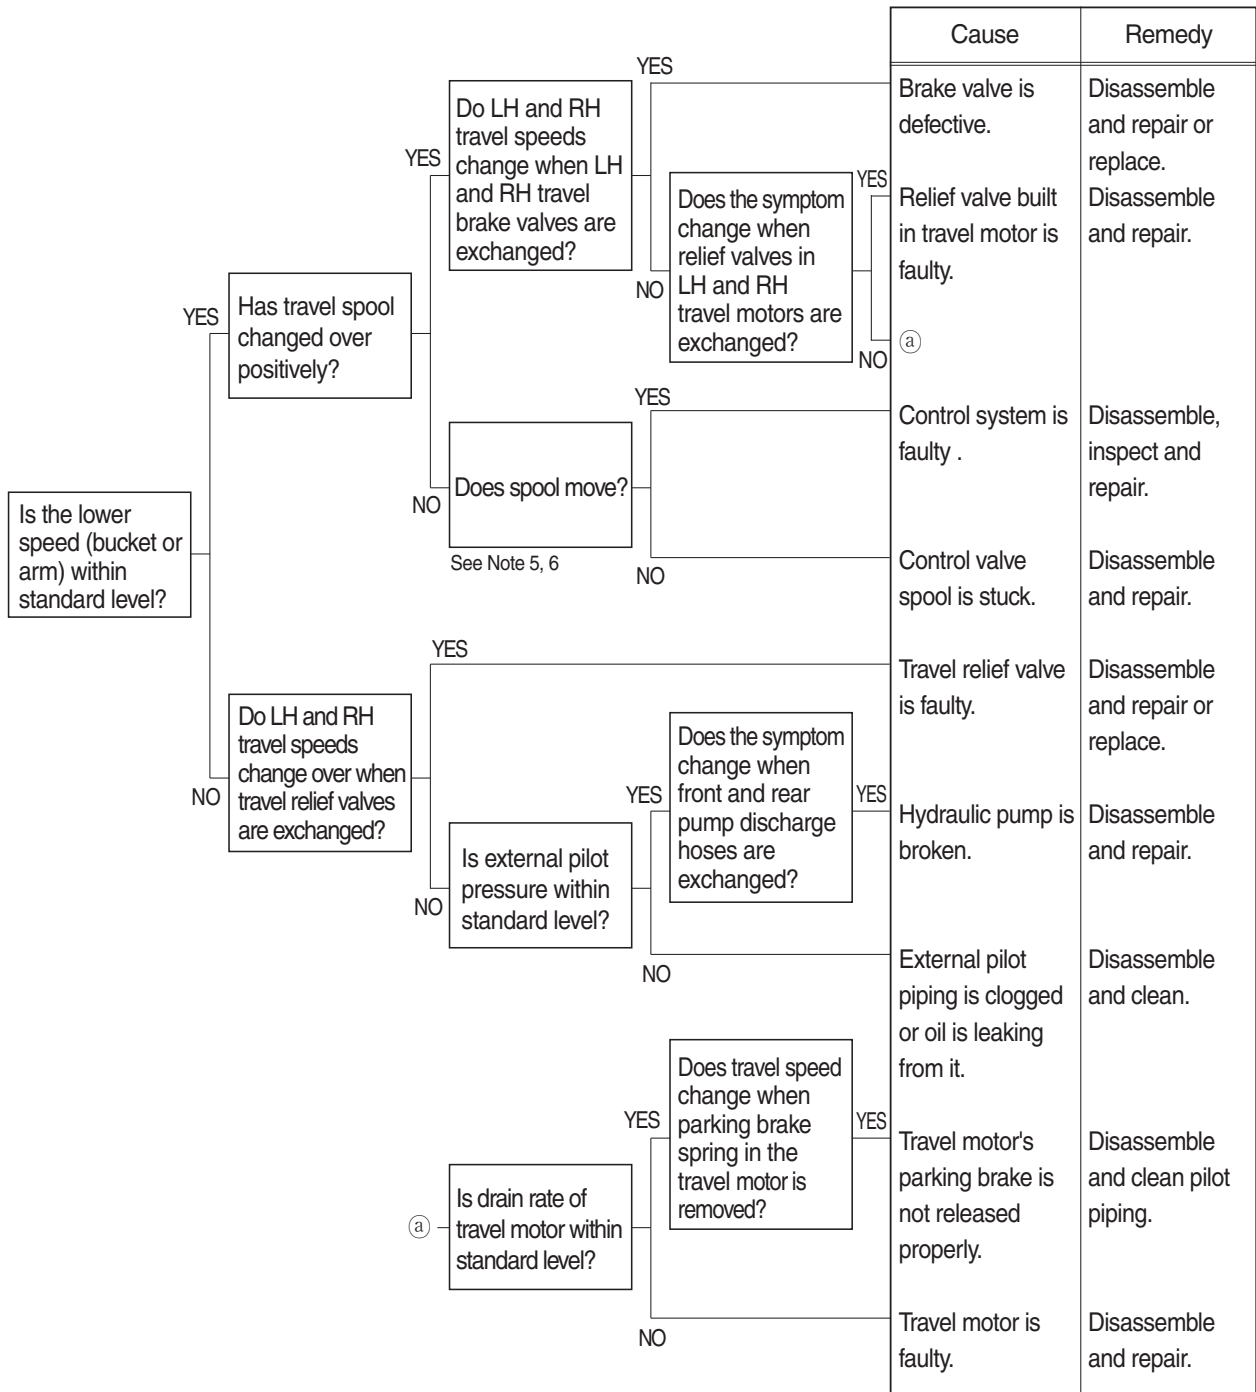 Cause
Remedy
YES
Do LH and RH
travel speeds
change when LH
and RH travel
brake valves are
exchanged?
YES
Brake valve is
defective.
Disassemble
and repair or
replace.
Does the symptom
change when
relief valves in
LH and RH
travel motors are
exchanged?
YES
NO
Relief valve built
in travel motor is
faulty.
Disassemble
and repair.
NO
ⓐ
YES
Has travel spool
changed over
positively?
YES
Control system is
faulty .
Disassemble,
inspect and
repair.
NO
Does spool move?
See Note 5, 6
NO
Control valve
spool is stuck.
Disassemble
and repair.
Is the lower
speed (bucket or
arm) within
standard level?
YES
Travel relief valve
is faulty.
Disassemble
and repair or
replace.
NO
Do LH and RH
travel speeds
change over when
travel relief valves
are exchanged?
YES
Does the symptom
change when
front and rear
pump discharge
hoses are
exchanged?
YES
Hydraulic pump is
broken.
Disassemble
and repair.
NO
Is external pilot
pressure within
standard level?
NO
External pilot
piping is clogged
or oil is leaking
from it.
Disassemble
and clean.
YES
Does travel speed
change when
parking brake
spring in the
travel motor is
removed?
YES
Travel motor's
parking brake is
not released
properly.
Disassemble
and clean pilot
piping.
ⓐ
Is drain rate of
travel motor within
standard level?
NO
Travel motor is
faulty.
Disassemble
and repair.